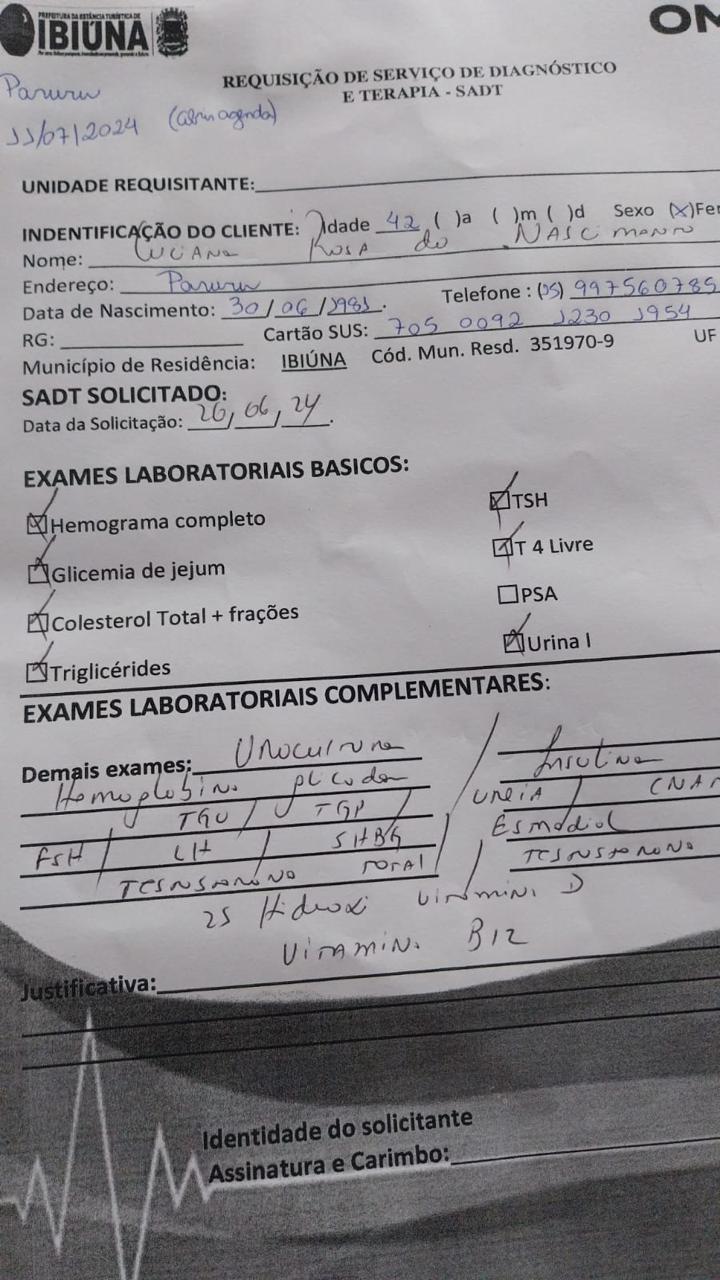 PREFEITURA DA ESTÂNCIA TURÍSTICA DE
IBIÚNA
REQUISIÇÃO DE SERVIÇO DE DIAGNÓSTICO
E TERAPIA - SADT
Paruru
11/07/2024 (abrir agenda)
UNIDADE REQUISITANTE:
INDENTIFICAÇÃO DO CLIENTE: Idade 42 ( )a ( )m ( )d Sexo (x)Fe
Nome: Luciana Rosa do Nascimento
Endereço: Paruru
Data de Nascimento: 30/06/1981. Telefone : (15) 997560785
RG: Cartão SUS: 705 0092 1230 1954
Município de Residência: IBIÚNA Cód. Mun. Resd. 351970-9 UF
SADT SOLICITADO:
Data da Solicitação: 26/06/24.
EXAMES LABORATORIAIS BASICOS:
Hemograma completo
TSH
Glicemia de jejum
T 4 Livre
Colesterol Total + frações
PSA
Triglicérides
Urina I
EXAMES LABORATORIAIS COMPLEMENTARES:
Demais exames: Urocultura
Hemoglobina glicada / Insulina
TGO / TGP / Ureia /
FSH / LH / SHBG / Estradiol
Testosterona total / Testosterona
25 Hidroxi Vitamina D
Vitamina B12
Justificativa:
Identidade do solicitante
Assinatura e Carimbo: